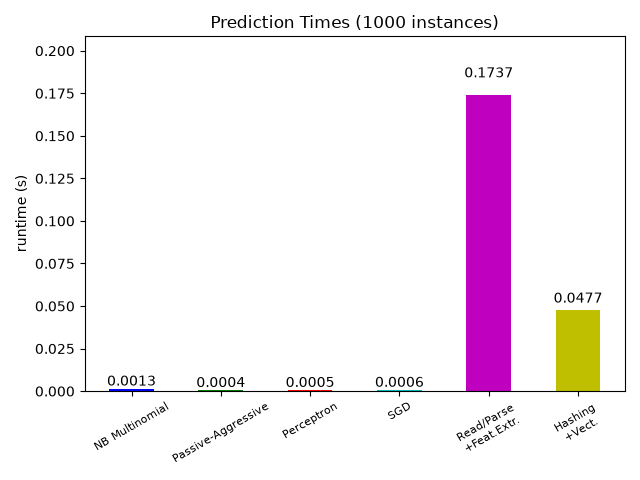 Prediction Times (1000 instances)
runtime (s)
0.200
0.175
0.150
0.125
0.100
0.075
0.050
0.025
0.000
0.0013
0.0004
0.0005
0.0006
0.1737
0.0477
NB Multinomial
Passive-Aggressive
Perceptron
SGD
Read/Parse
+Feat.Extr.
Hashing
+Vect.